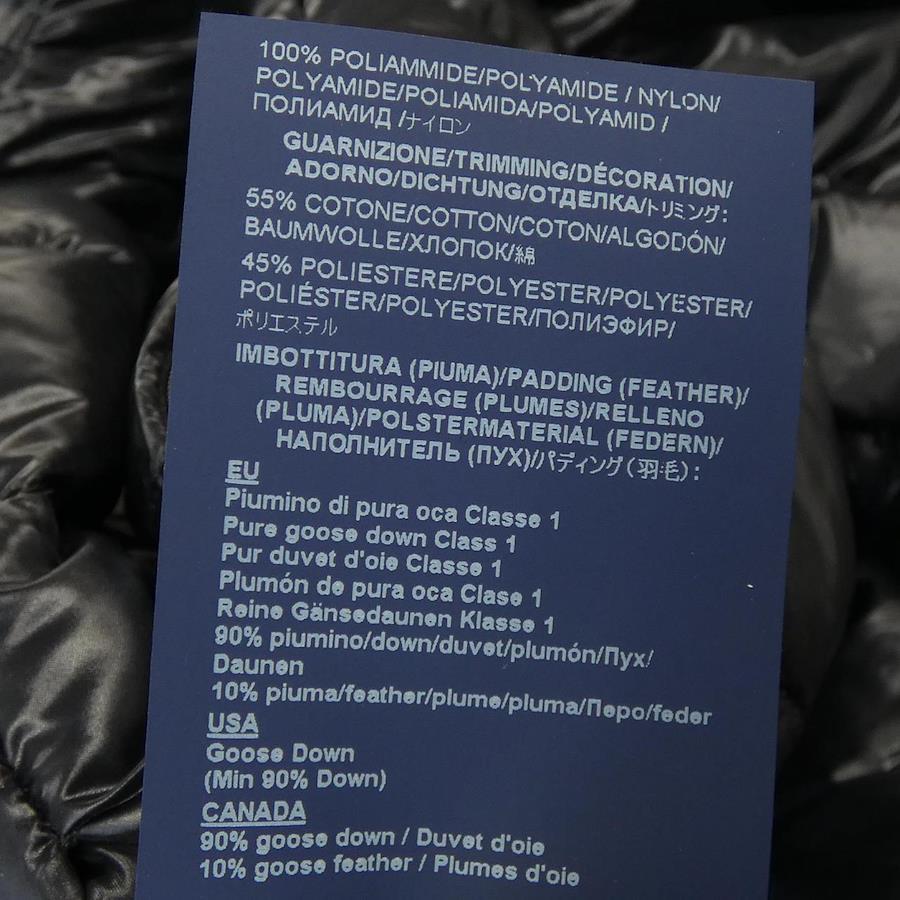 100% POLIAMMIDE/POLYAMIDE / NYLON/
POLYAMIDE/POLIAMIDA/POLYAMID /
ПОЛИАМИД /ナイロン
GUARNIZIONE/TRIMMING/DÉCORATION/
ADORNO/DICHTUNG/ОТДЕЛКА/トリミング:
55% COTONE/COTTON/COTON/ALGODÓN/
BAUMWOLLE/ХЛОПОК/綿
45% POLIESTERE/POLYESTER/POLYESTER/
POLIÉSTER/POLYESTER/ПОЛИЭФИР/
ポリエステル
IMBOTTITURA (PIUMA)/PADDING (FEATHER)/
REMBOURRAGE (PLUMES)/RELLENO
(PLUMA)/POLSTERMATERIAL (FEDERN)/
НАПОЛНИТЕЛЬ (ПУХ)/パディング(羽毛):
EU
Piumino di pura oca Classe 1
Pure goose down Class 1
Pur duvet d'oie Classe 1
Plumón de pura oca Clase 1
Reine Gänsedaunen Klasse 1
90% piumino/down/duvet/plumón/Пух/
Daunen
10% piuma/feather/plume/pluma/Перо/feder
USA
Goose Down
(Min 90% Down)
CANADA
90% goose down / Duvet d'oie
10% goose feather / Plumes d'oie